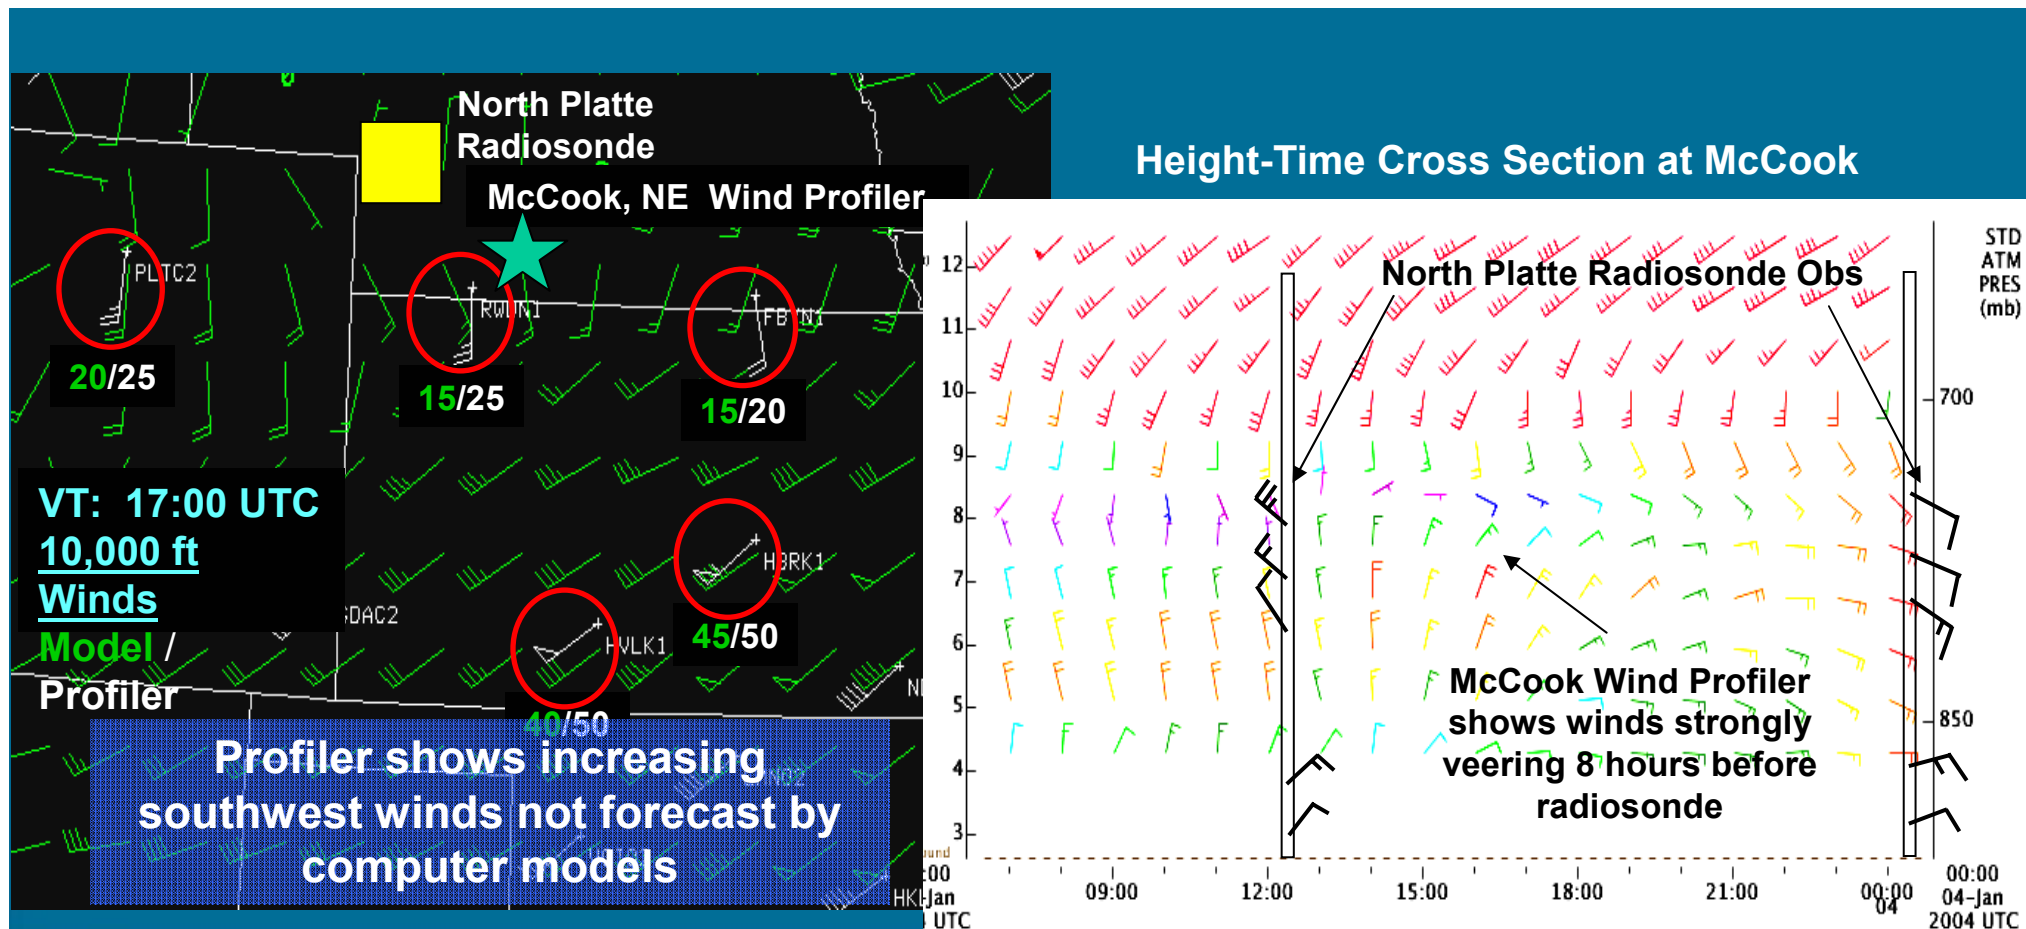 North Platte
Radiosonde
McCook, NE Wind Profiler
PLTC2
RWDN1
FBYN1
20/25
15/25
15/20
VT: 17:00 UTC
10,000 ft
Winds
Model /
Profiler
HBRK1
45/50
HVLK1
40/50
Profiler shows increasing
southwest winds not forecast by
computer models
Height-Time Cross Section at McCook
STD
ATM
PRES
(mb)
North Platte Radiosonde Obs
12
11
10
9
8
7
6
5
4
3
700
850
McCook Wind Profiler
shows winds strongly
veering 8 hours before
radiosonde
09:00
12:00
15:00
18:00
21:00
00:00
04
00:00
04-Jan
2004 UTC